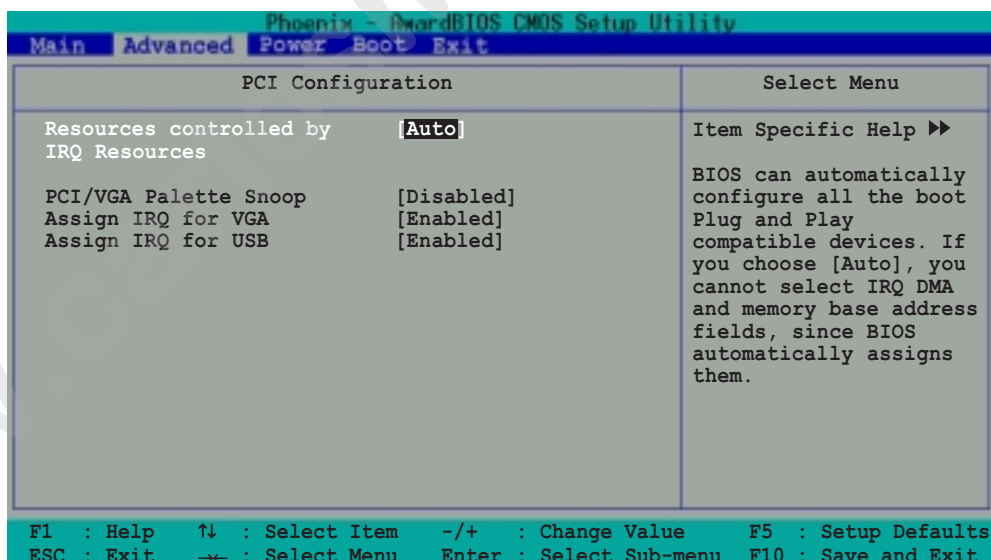 Phoenix - AwardBIOS CMOS Setup Utility
Main Advanced Power Boot Exit
PCI Configuration
Select Menu
Resources controlled by [Auto]
IRQ Resources
PCI/VGA Palette Snoop [Disabled]
Assign IRQ for VGA [Enabled]
Assign IRQ for USB [Enabled]
Item Specific Help ▶▶
BIOS can automatically
configure all the boot
Plug and Play
compatible devices. If
you choose [Auto], you
cannot select IRQ DMA
and memory base address
fields, since BIOS
automatically assigns
them.
F1 : Help ↑↓ : Select Item -/+ : Change Value F5 : Setup Defaults
ESC : Exit →← : Select Menu Enter : Select Sub-menu F10 : Save and Exit